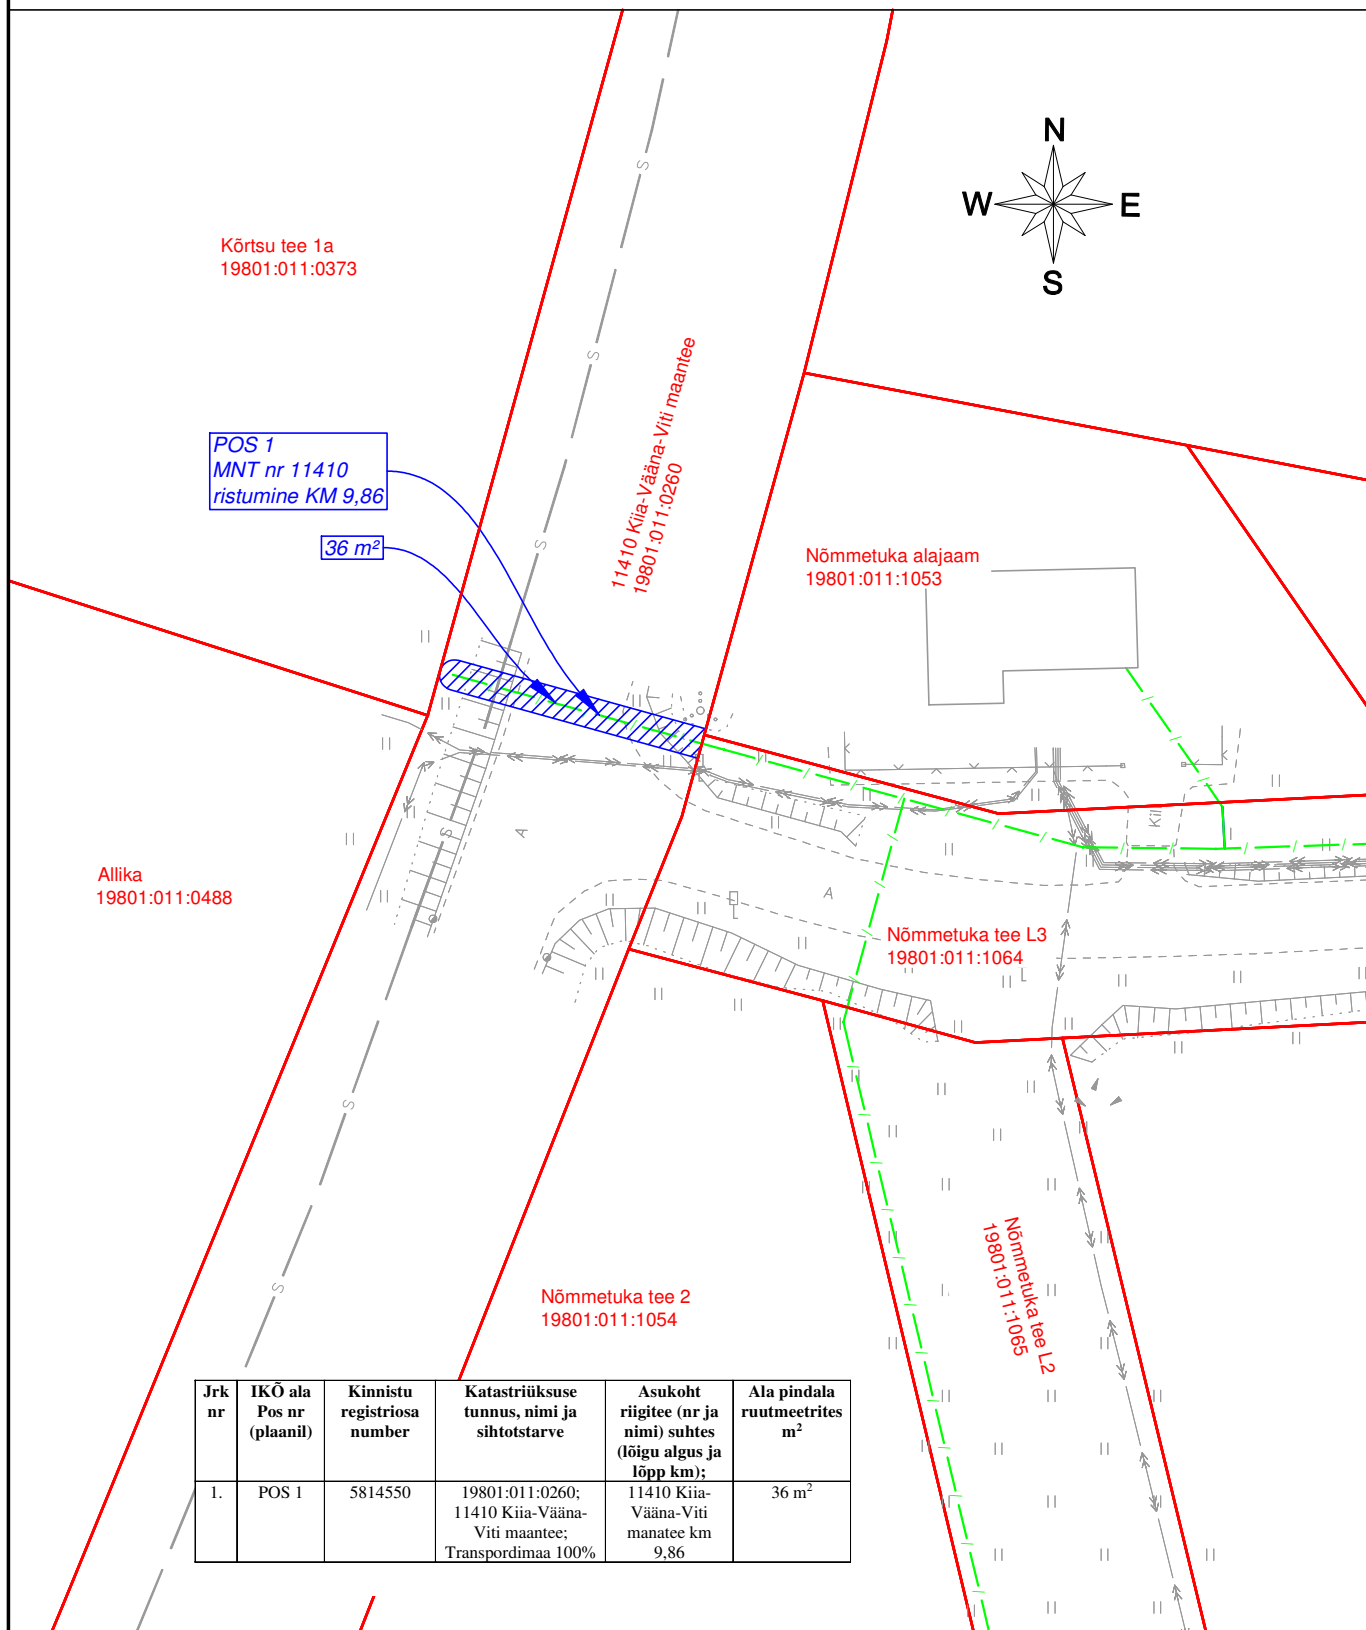 N
W
E
S
Kõrtsu tee 1a
19801:011:0373
11410 Kiia-Vääna-Viti maantee
19801:011:0260
POS 1
MNT nr 11410
ristumine KM 9,86
36 m²
Nõmmetuka alajaam
19801:011:1053
Kil
A
A
Allika
19801:011:0488
Nõmmetuka tee L3
19801:011:1064
Nõmmetuka tee L2
19801:011:1065
Nõmmetuka tee 2
19801:011:1054
S
S
S
S
S
S
Jrk nr
IKÕ ala Pos nr (plaanil)
Kinnistu registriosa number
Katastriüksuse tunnus, nimi ja sihtotstarve
Asukoht riigitee (nr ja nimi) suhtes (lõigu algus ja lõpp km);
Ala pindala ruutmeetrites m²
1.
POS 1
5814550
19801:011:0260;
11410 Kiia-Vääna-
Viti maantee;
Transpordimaa 100%
11410 Kiia-
Vääna-Viti
manatee km
9,86
36 m²